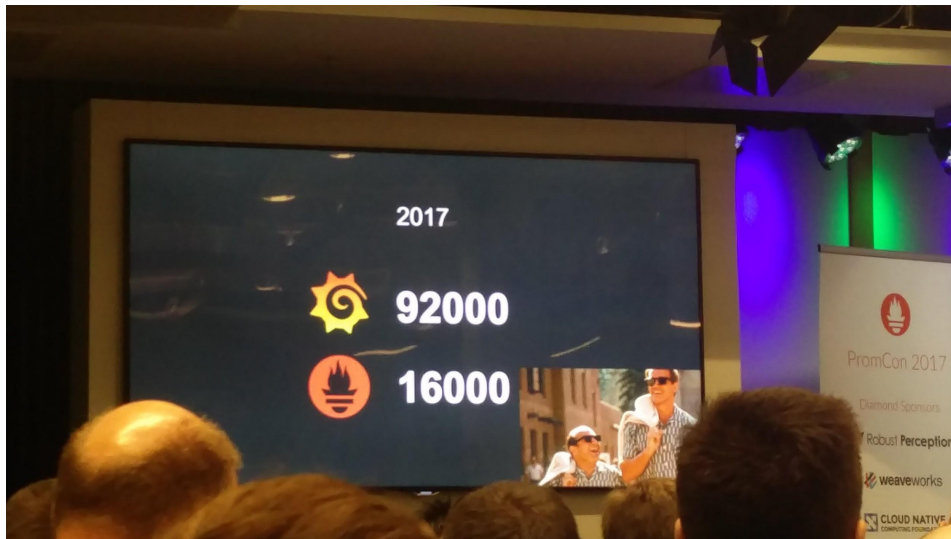 2017
92000
16000
PromCon 2017
Diamond Sponsors
Robust Perception
weaveworks
CLOUD NATIVE
COMPUTING FOUNDATION